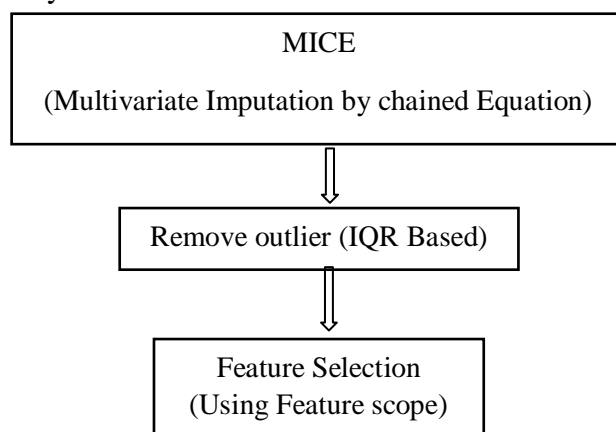 MICE
(Multivariate Imputation by chained Equation)
Remove outlier (IQR Based)
Feature Selection
(Using Feature scope)